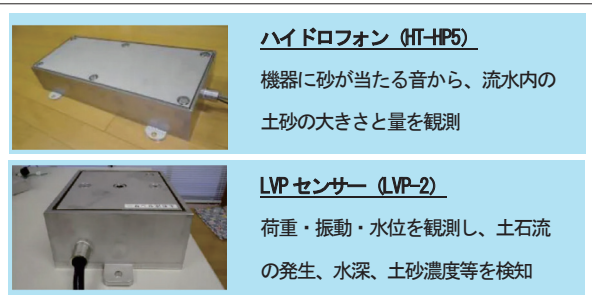 ハイドロフォン（HT-HP5）
機器に砂が当たる音から、流水内の
土砂の大きさと量を観測
LVPセンサー（LVP-2）
荷重・振動・水位を観測し、土石流
の発生、水深、土砂濃度等を検知